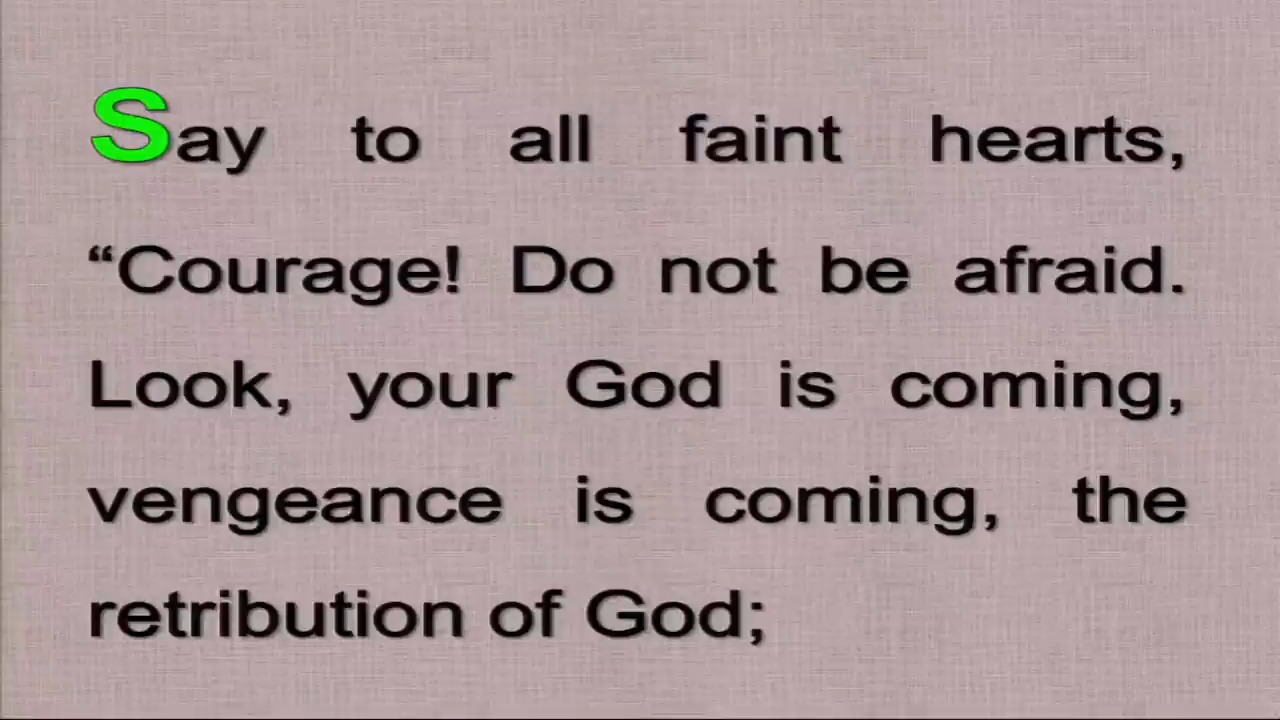 Say to all faint hearts,
“Courage! Do not be afraid.
Look, your God is coming,
vengeance is coming, the
retribution of God;